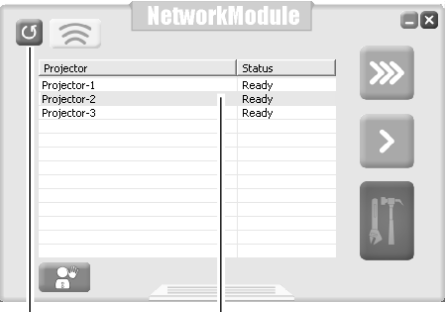 NetworkModule
Projector Status
Projector-1 Ready
Projector-2 Ready
Projector-3 Ready